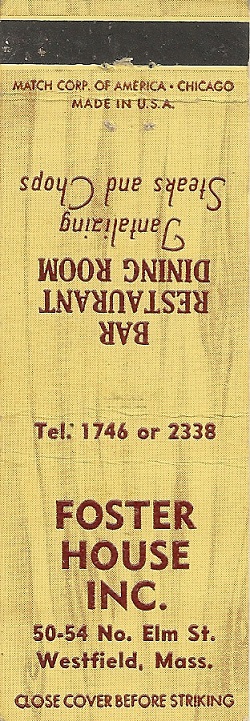 MATCH CORP. OF AMERICA • CHICAGO
MADE IN U.S.A.
BAR
RESTAURANT
DINING ROOM
Tantalizing
Steaks and Chops
Tel. 1746 or 2338
FOSTER
HOUSE
INC.
50-54 No. Elm St.
Westfield, Mass.
CLOSE COVER BEFORE STRIKING